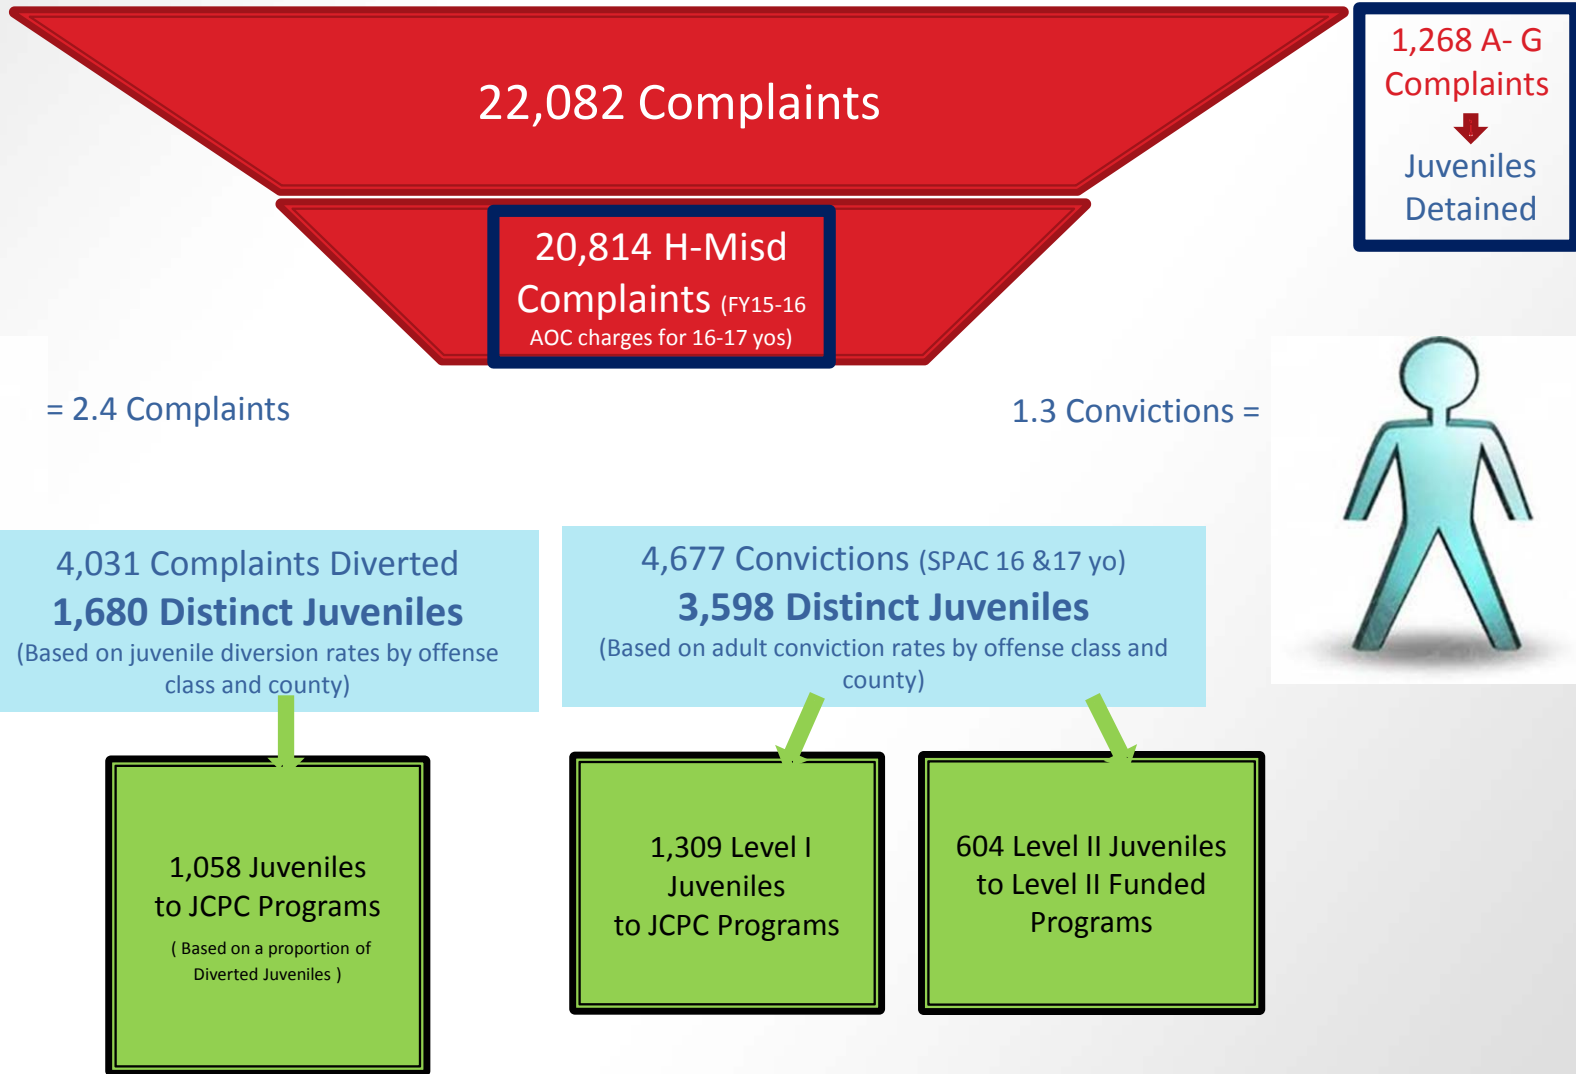 22,082 Complaints
1,268 A- G
Complaints
Juveniles
Detained
20,814 H-Misd
Complaints (FY15-16
AOC charges for 16-17 yos)
= 2.4 Complaints
1.3 Convictions =
4,031 Complaints Diverted
1,680 Distinct Juveniles
(Based on juvenile diversion rates by offense
class and county)
4,677 Convictions (SPAC 16 &17 yo)
3,598 Distinct Juveniles
(Based on adult conviction rates by offense class and
county)
1,058 Juveniles
to JCPC Programs
( Based on a proportion of
Diverted Juveniles )
1,309 Level I
Juveniles
to JCPC Programs
604 Level II Juveniles
to Level II Funded
Programs